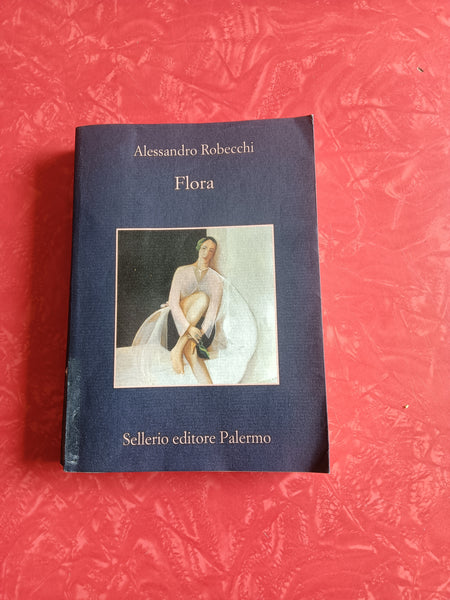 Alessandro Robecchi
Flora
Sellerio editore Palermo